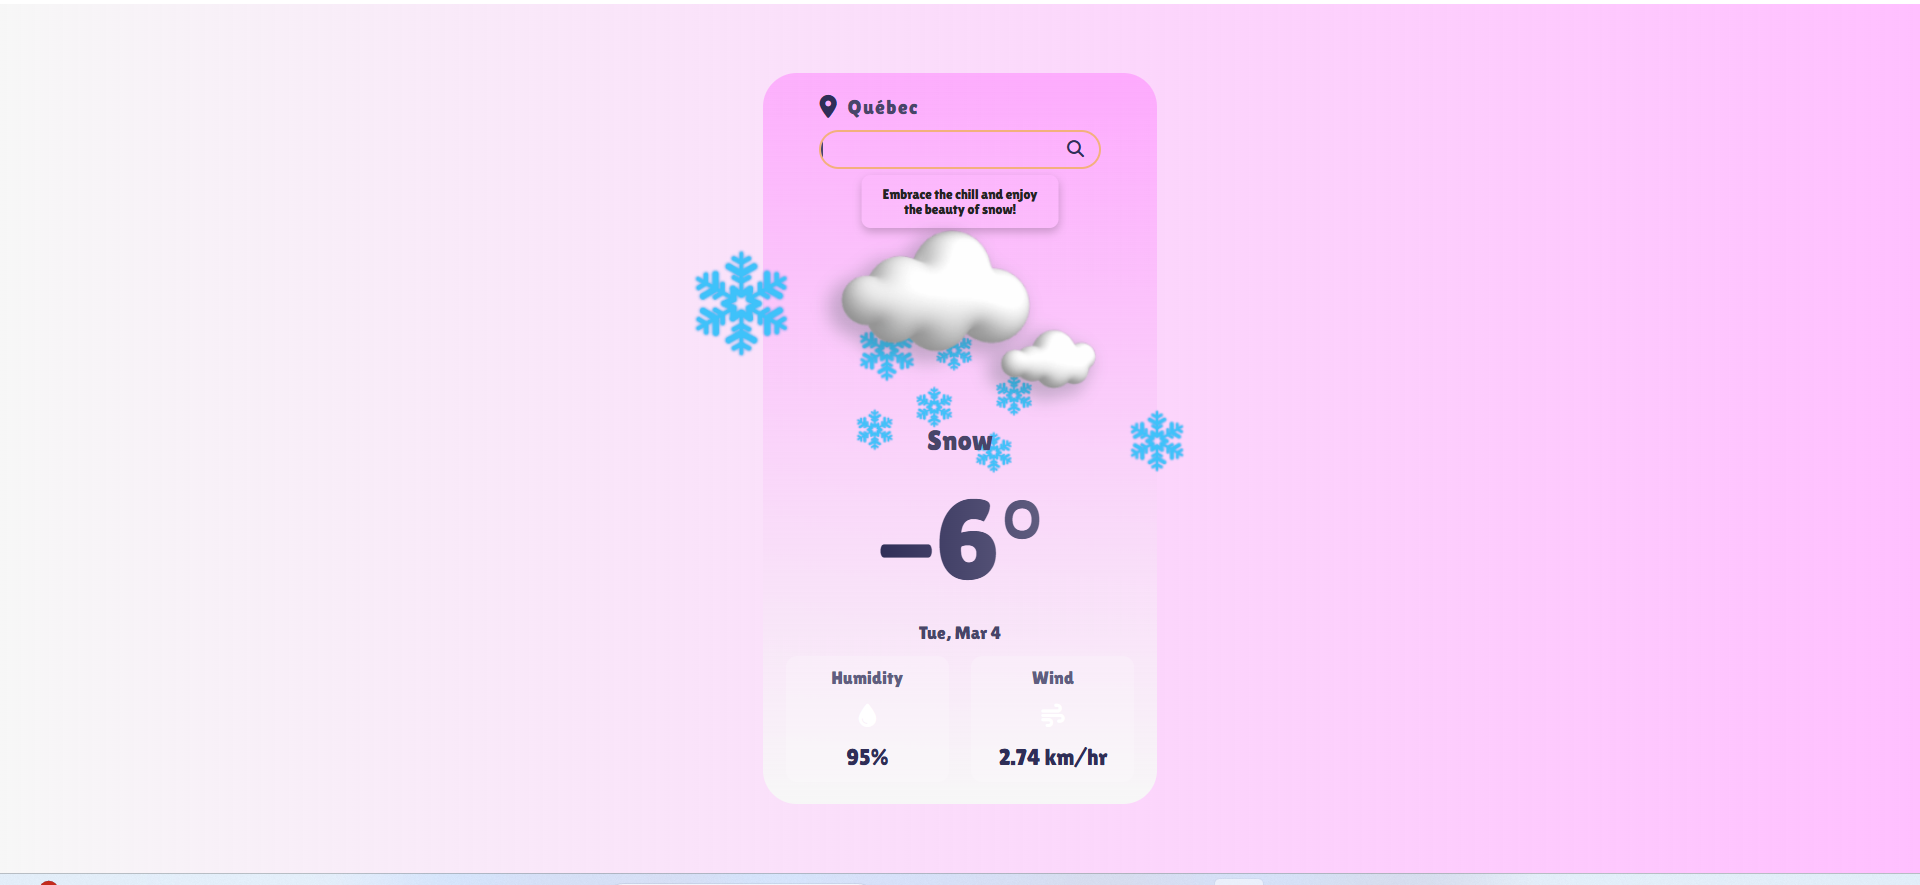 Québec
Embrace the chill and enjoy
the beauty of snow!
Snow
-6°
Tue, Mar 4
Humidity
95%
Wind
2.74 km/hr